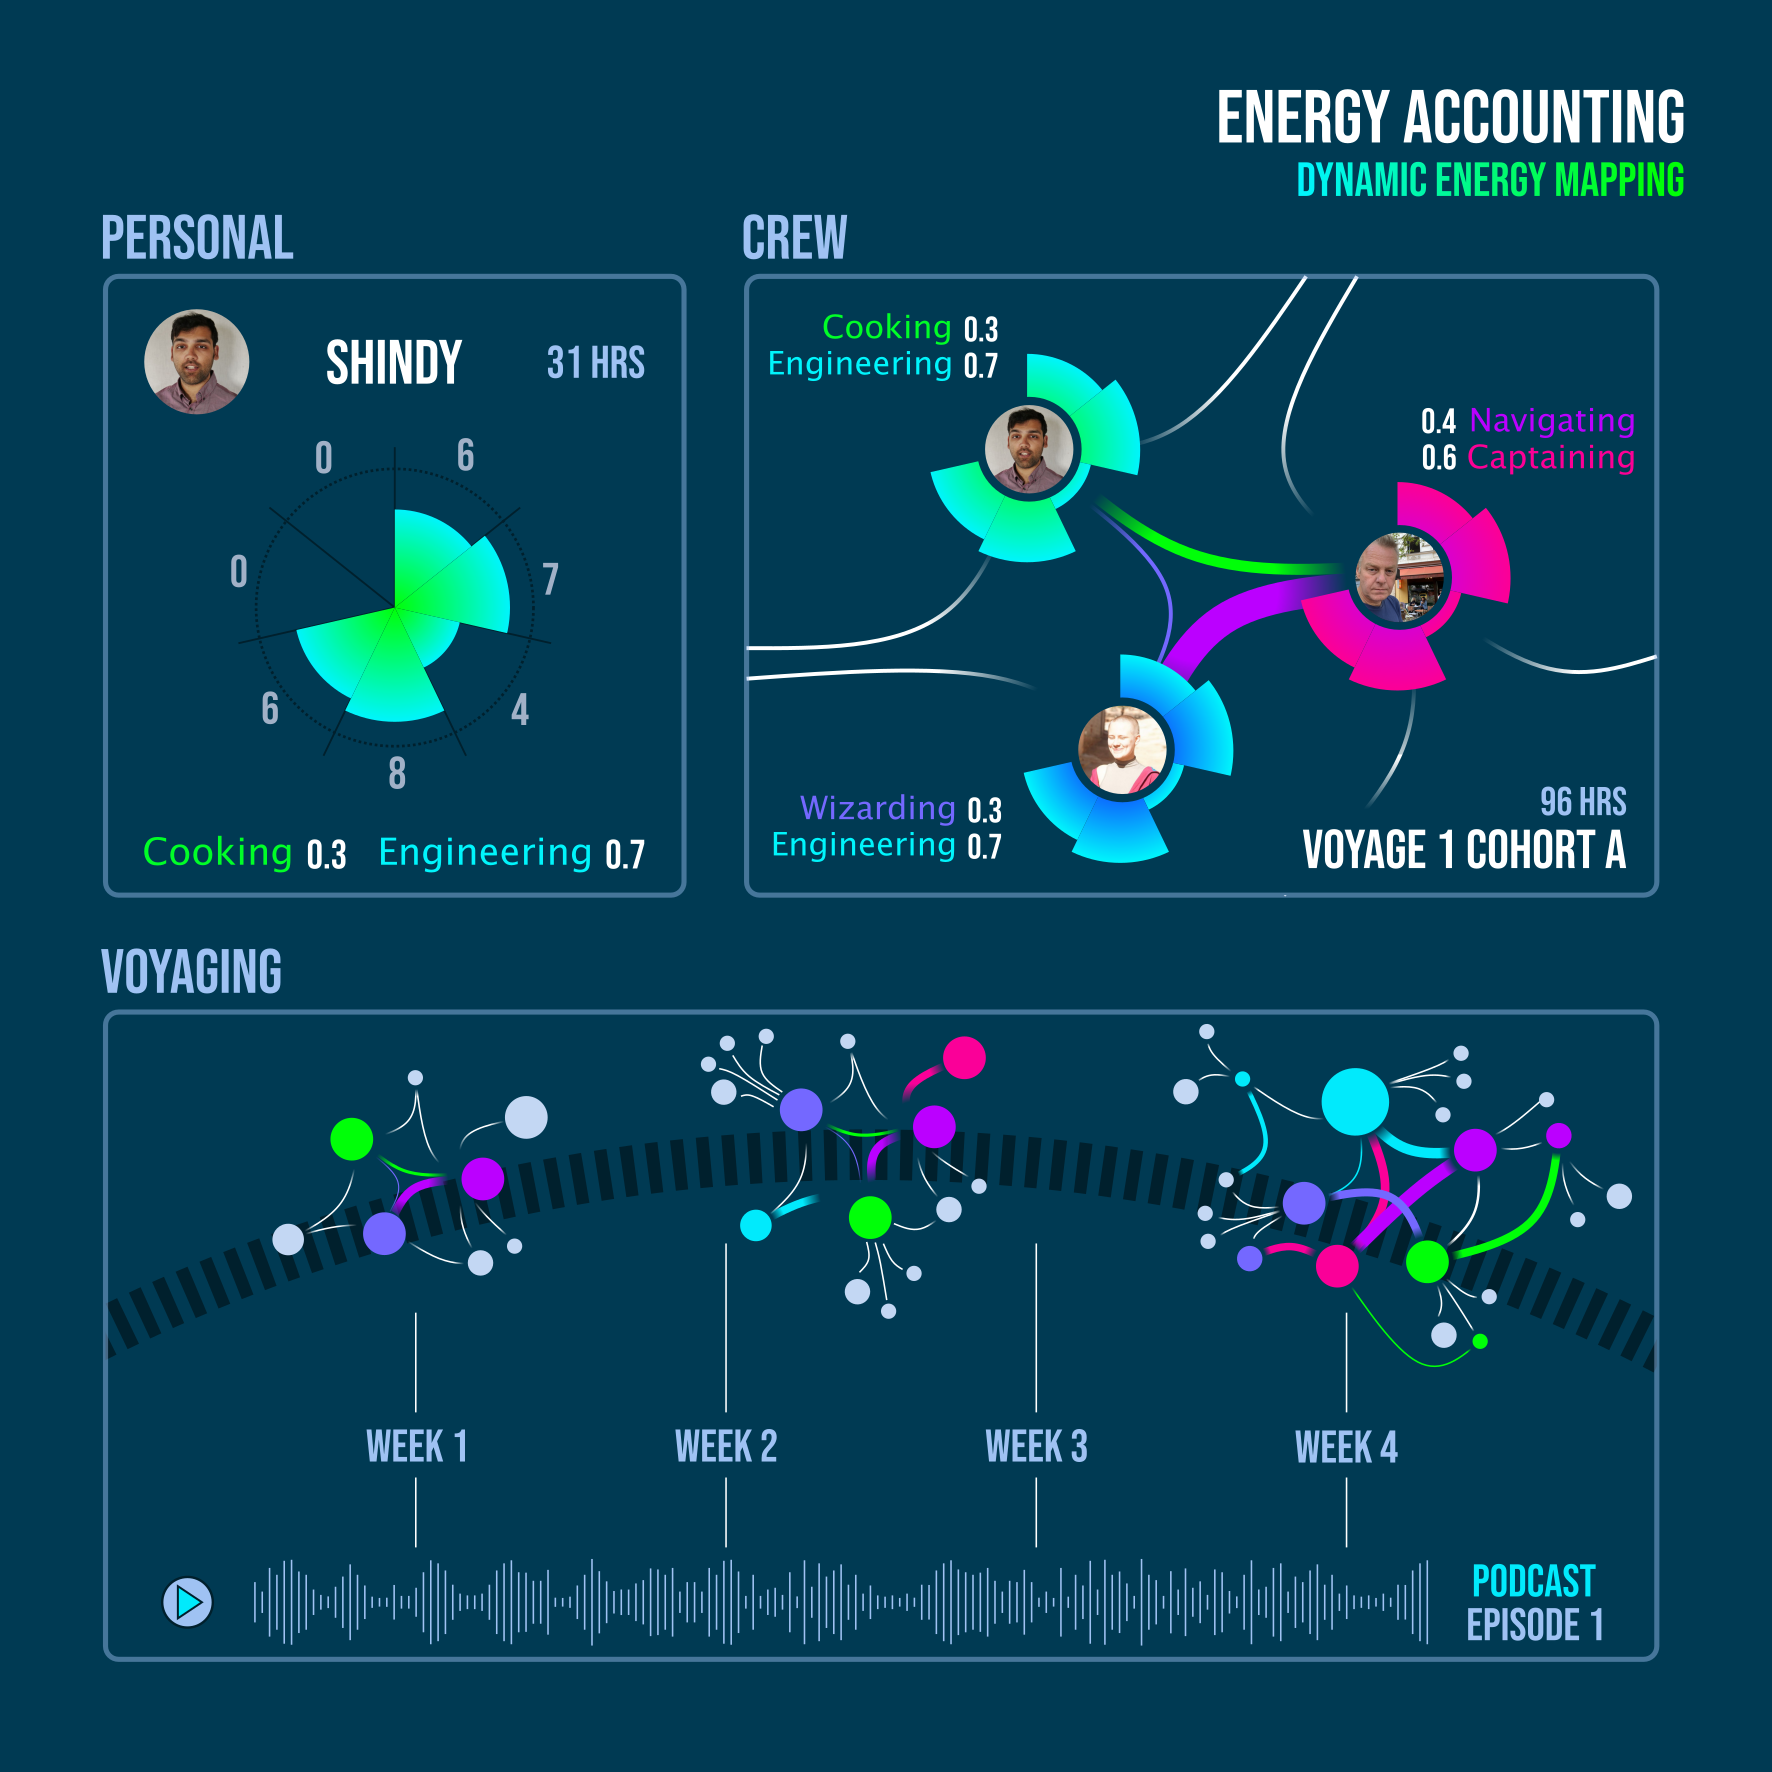 ENERGY ACCOUNTING
DYNAMIC ENERGY MAPPING
PERSONAL
SHINDY
31 HRS
0
6
0
7
6
4
8
Cooking 0.3 Engineering 0.7
CREW
Cooking 0.3
Engineering 0.7
0.4 Navigating
0.6 Captaining
Wizarding 0.3
Engineering 0.7
96 HRS
VOYAGE 1 COHORT A
VOYAGING
WEEK 1
WEEK 2
WEEK 3
WEEK 4
PODCAST
EPISODE 1